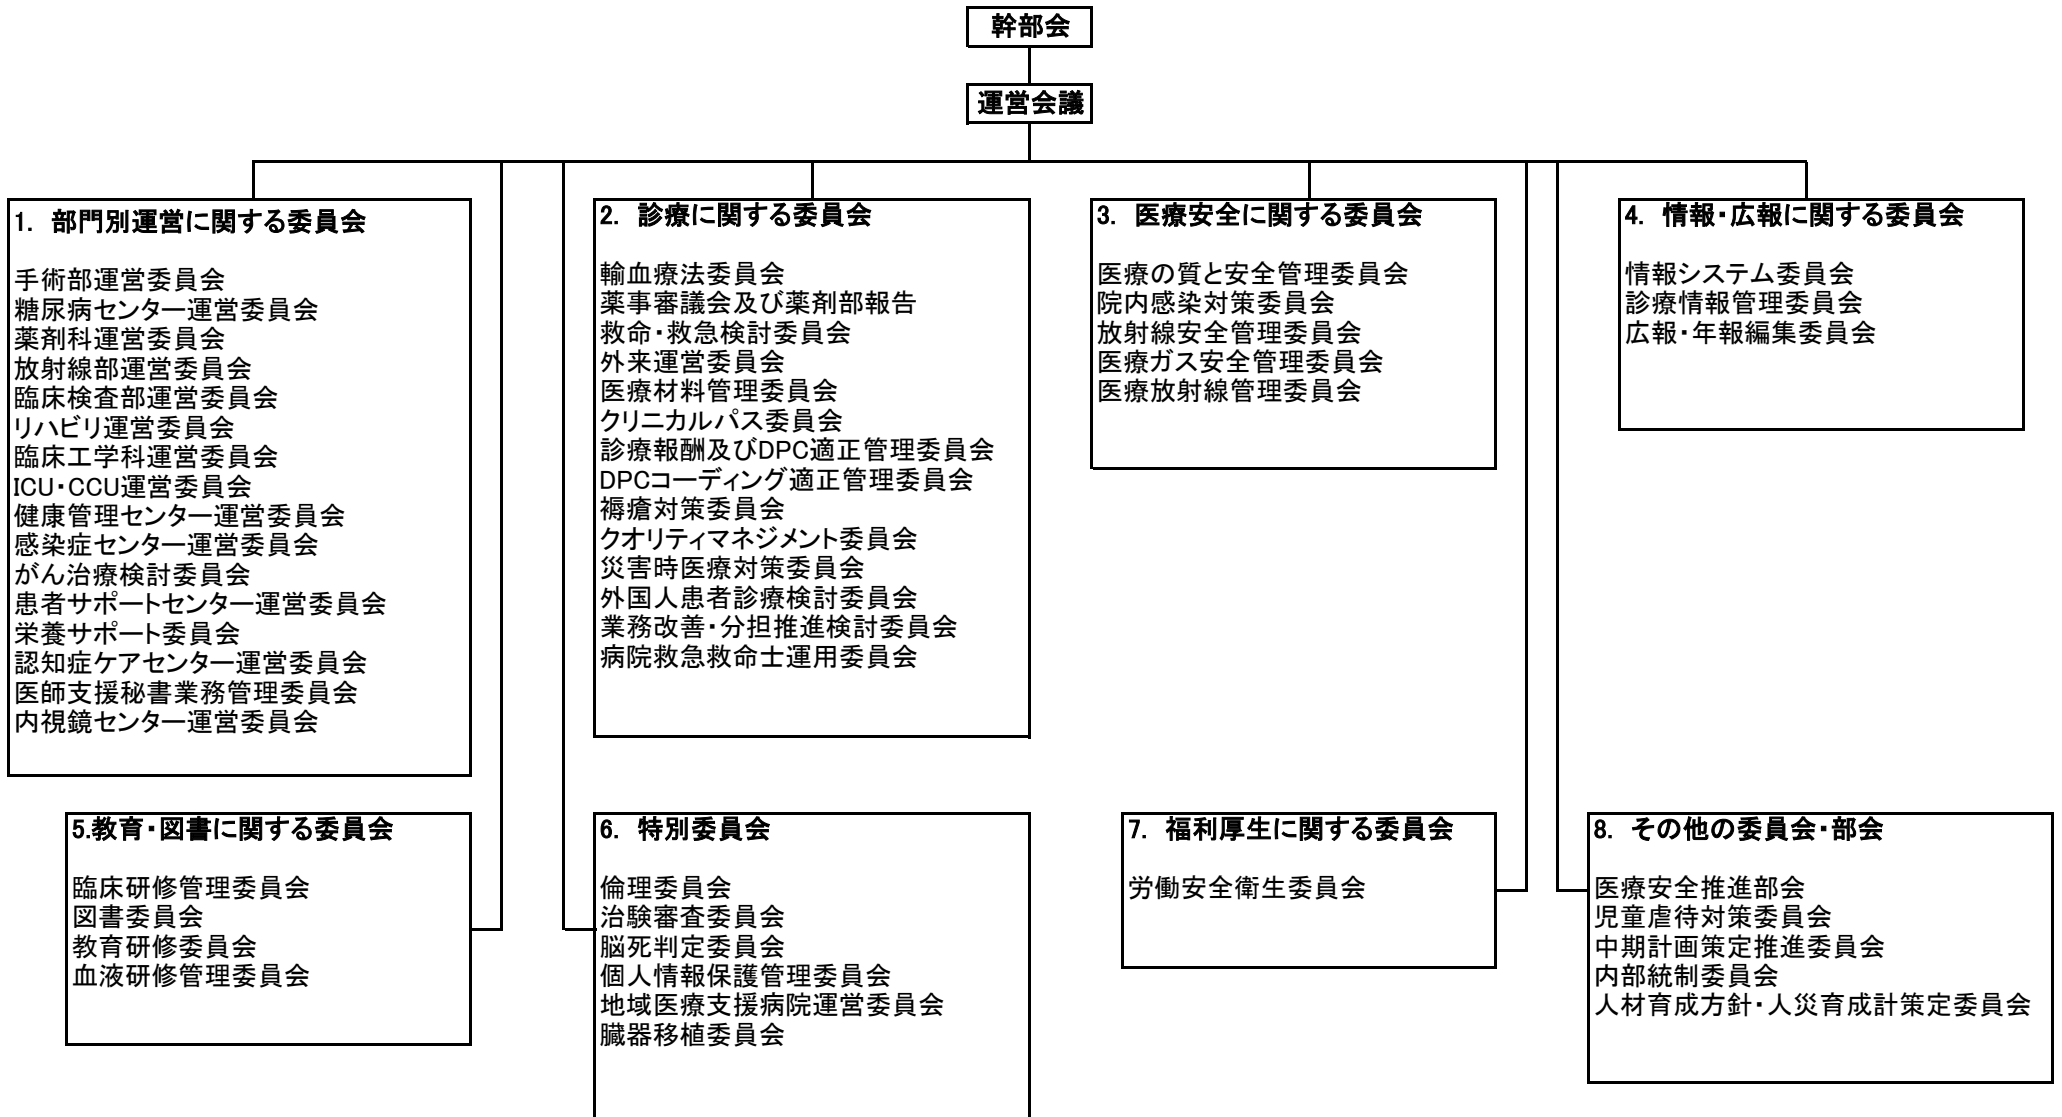 幹部会
運営会議
1. 部門別運営に関する委員会
手術部運営委員会
糖尿病センター運営委員会
薬剤科運営委員会
放射線部運営委員会
臨床検査部運営委員会
リハビリ運営委員会
臨床工学科運営委員会
ICU・CCU運営委員会
健康管理センター運営委員会
感染症センター運営委員会
がん治療検討委員会
患者サポートセンター運営委員会
栄養サポート委員会
認知症ケアセンター運営委員会
医師支援秘書業務管理委員会
内視鏡センター運営委員会
2. 診療に関する委員会
輸血療法委員会
薬事審議会及び薬剤部報告
救命・救急検討委員会
外来運営委員会
医療材料管理委員会
クリニカルパス委員会
診療報酬及びDPC適正管理委員会
DPCコーディング適正管理委員会
褥瘡対策委員会
クオリティマネジメント委員会
災害時医療対策委員会
外国人患者診療検討委員会
業務改善・分担推進検討委員会
病院救急救命士運用委員会
3. 医療安全に関する委員会
医療の質と安全管理委員会
院内感染対策委員会
放射線安全管理委員会
医療ガス安全管理委員会
医療放射線管理委員会
4. 情報・広報に関する委員会
情報システム委員会
診療情報管理委員会
広報・年報編集委員会
5.教育・図書に関する委員会
臨床研修管理委員会
図書委員会
教育研修委員会
血液研修管理委員会
6. 特別委員会
倫理委員会
治験審査委員会
脳死判定委員会
個人情報保護管理委員会
地域医療支援病院運営委員会
臓器移植委員会
7. 福利厚生に関する委員会
労働安全衛生委員会
8. その他の委員会・部会
医療安全推進部会
児童虐待対策委員会
中期計画策定推進委員会
内部統制委員会
人材育成方針・人災育成計策定委員会